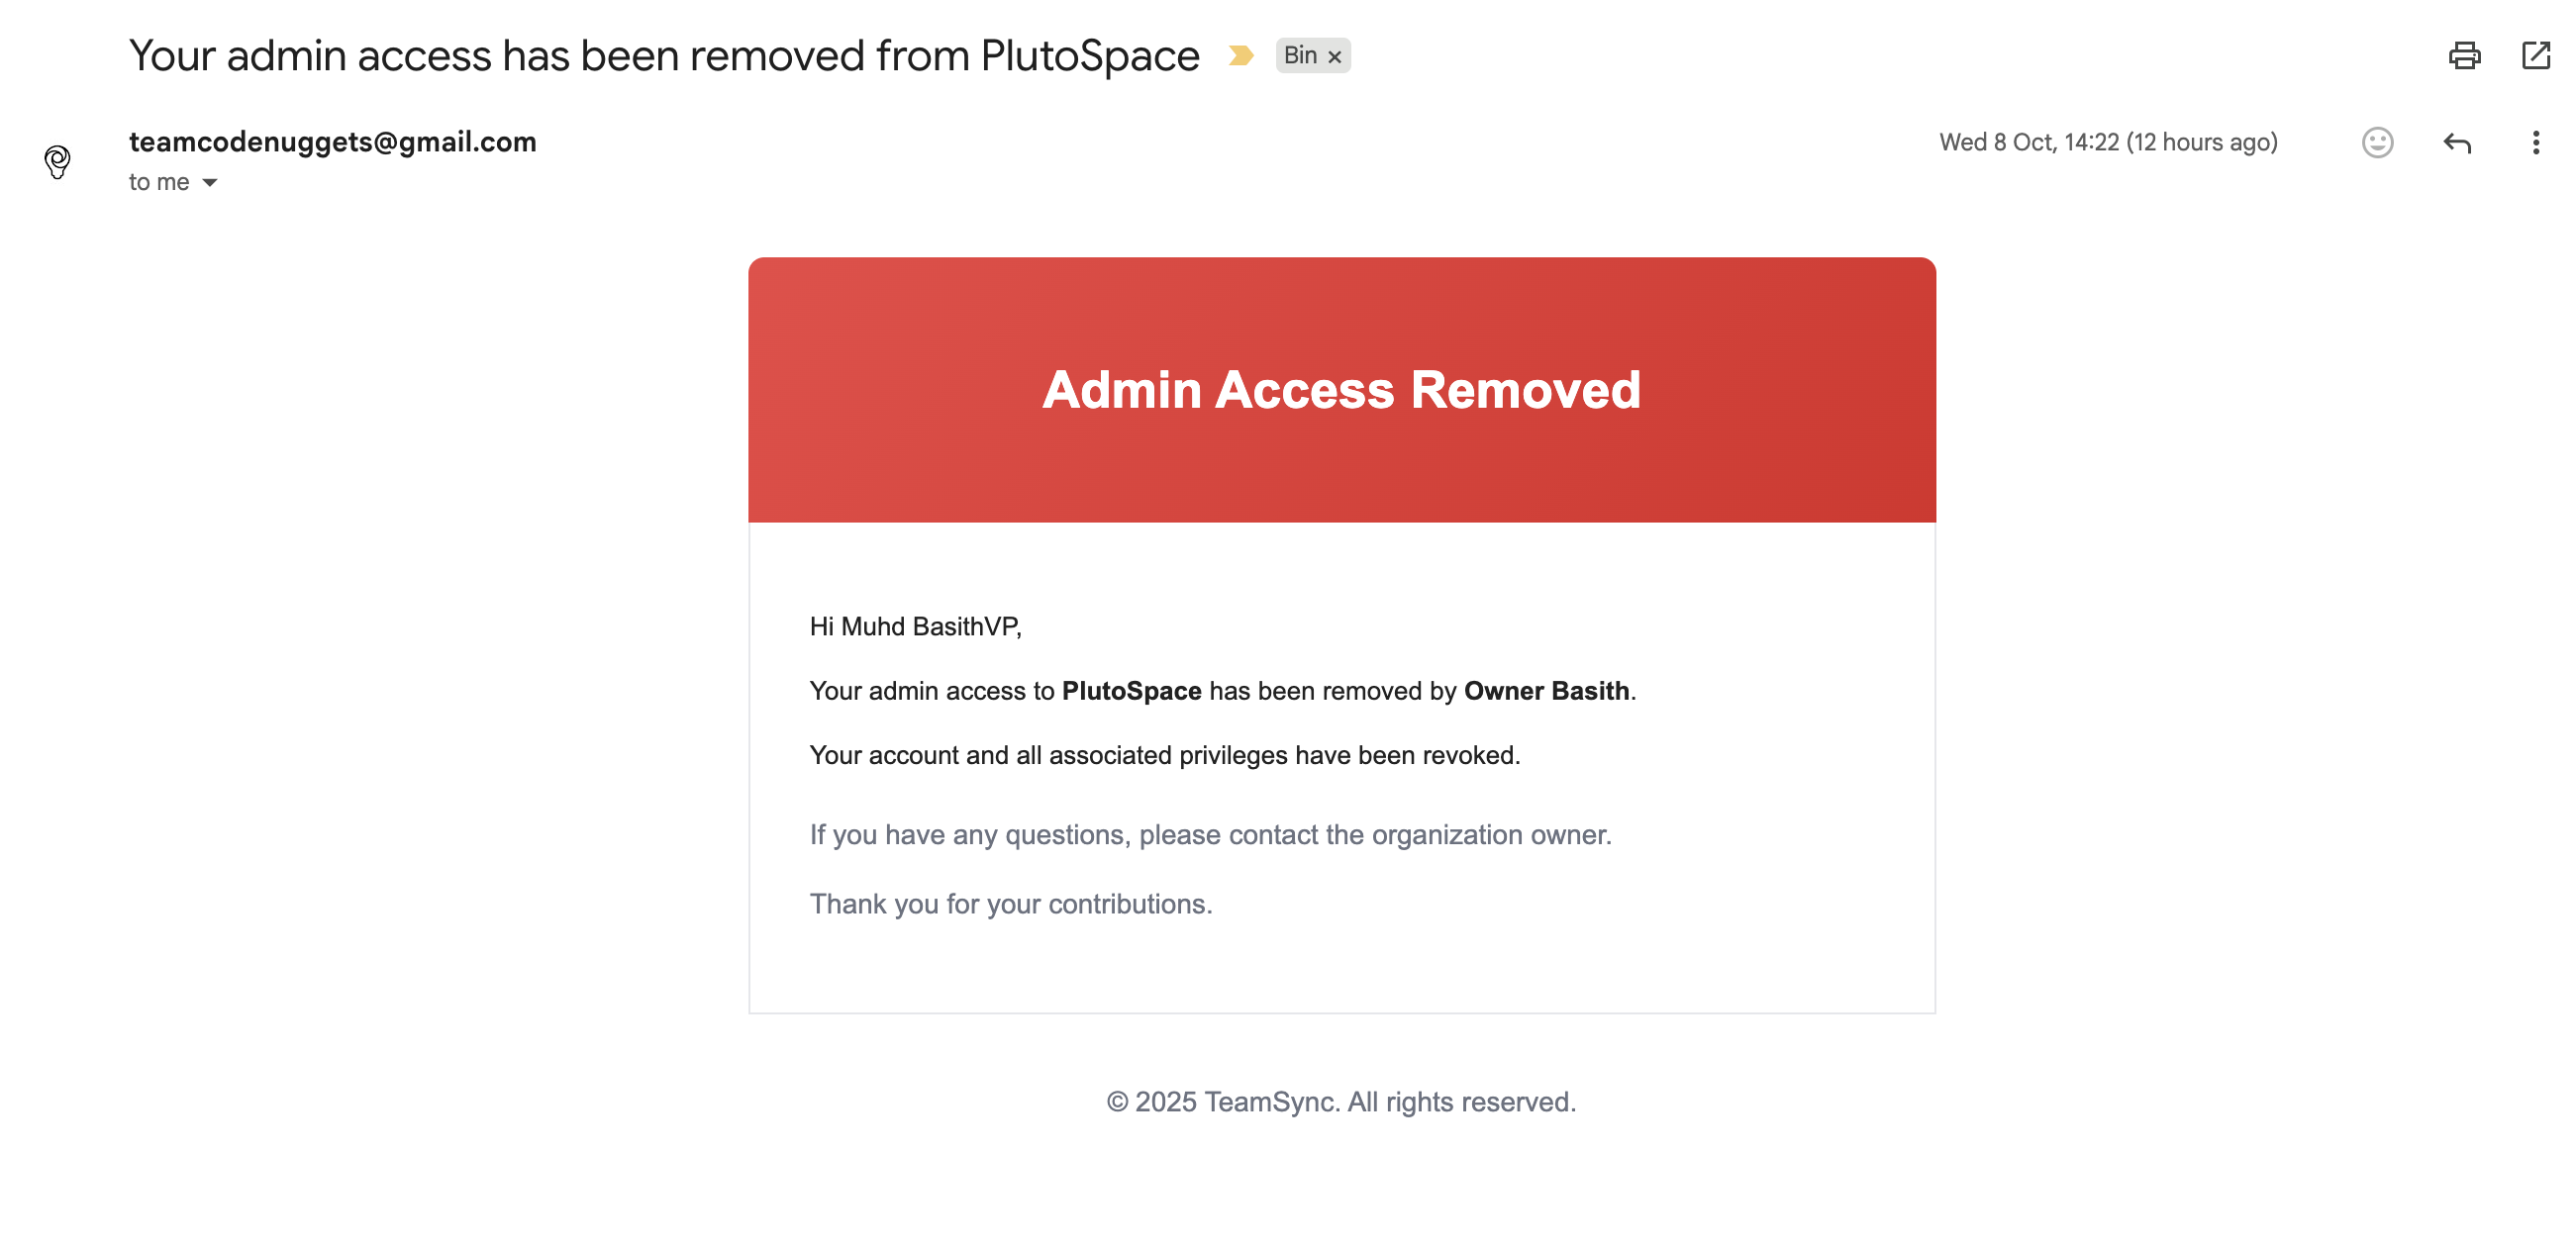 Your admin access has been removed from PlutoSpace Bin ×
teamcodenuggets@gmail.com Wed 8 Oct, 14:22 (12 hours ago)
to me
Admin Access Removed
Hi Muhd BasithVP,
Your admin access to PlutoSpace has been removed by Owner Basith.
Your account and all associated privileges have been revoked.
If you have any questions, please contact the organization owner.
Thank you for your contributions.
© 2025 TeamSync. All rights reserved.